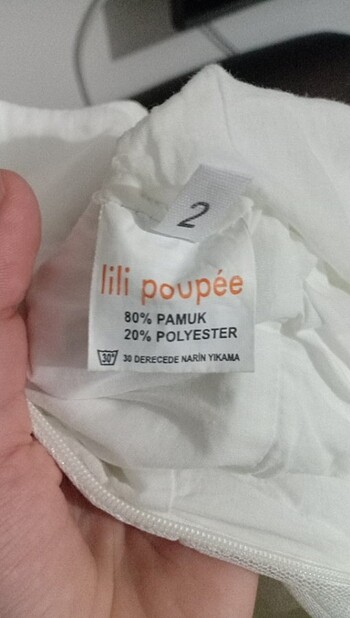 2
lili poupée
80% PAMUK
20% POLYESTER
30° 30 DERECEDE NARİN YIKAMA